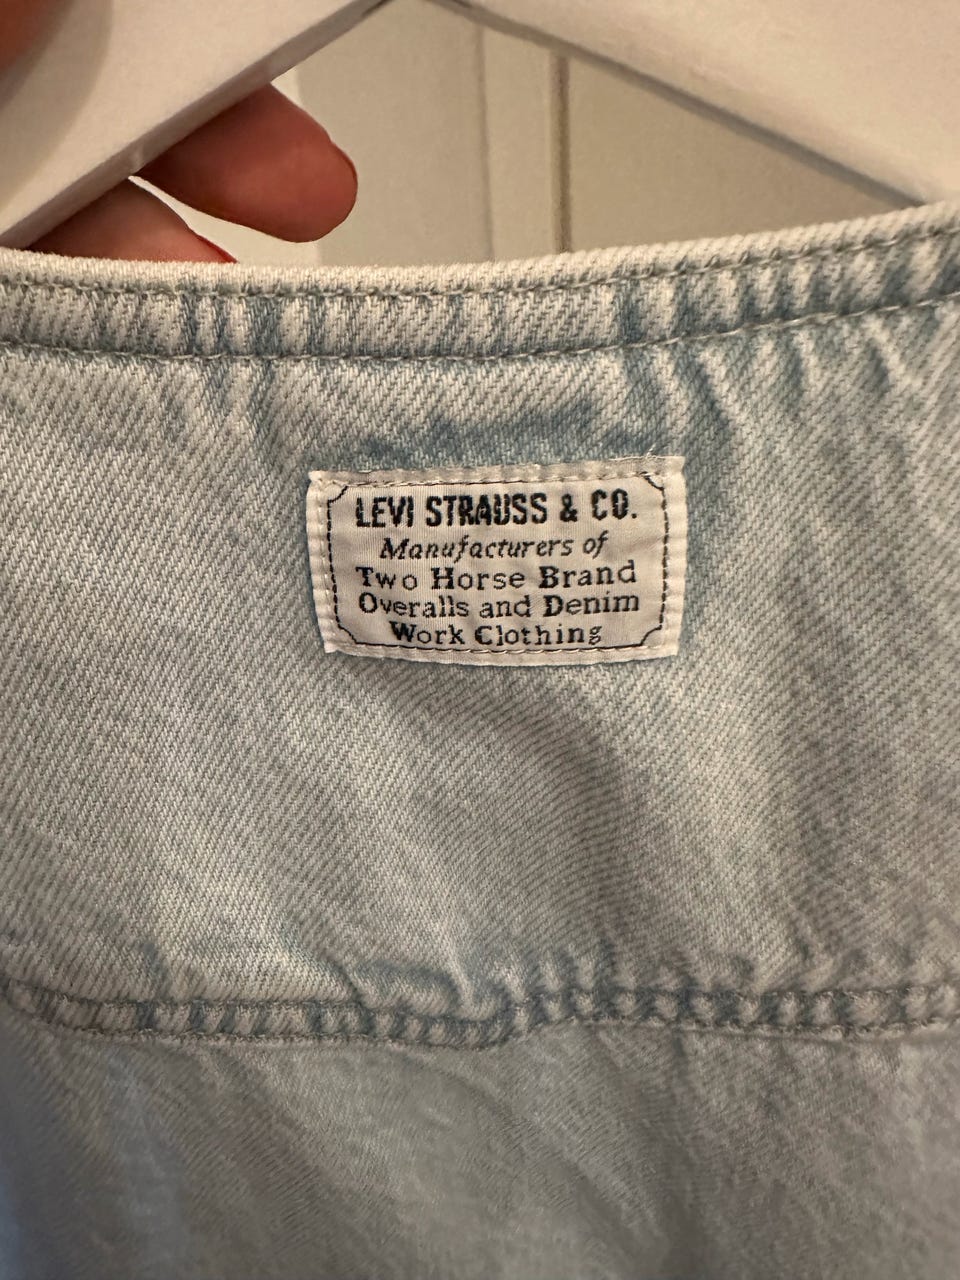 LEVI STRAUSS & CO.
Manufacturers of
Two Horse Brand
Overalls and Denim
Work Clothing